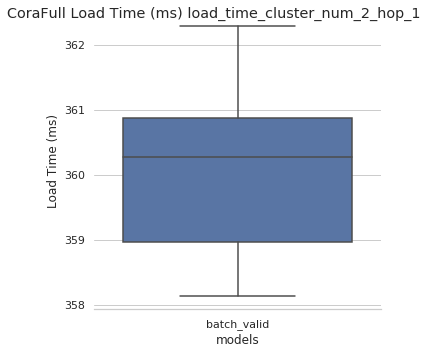 CoraFull Load Time (ms) load_time_cluster_num_2_hop_1
362
361
360
359
358
Load Time (ms)
batch_valid
models